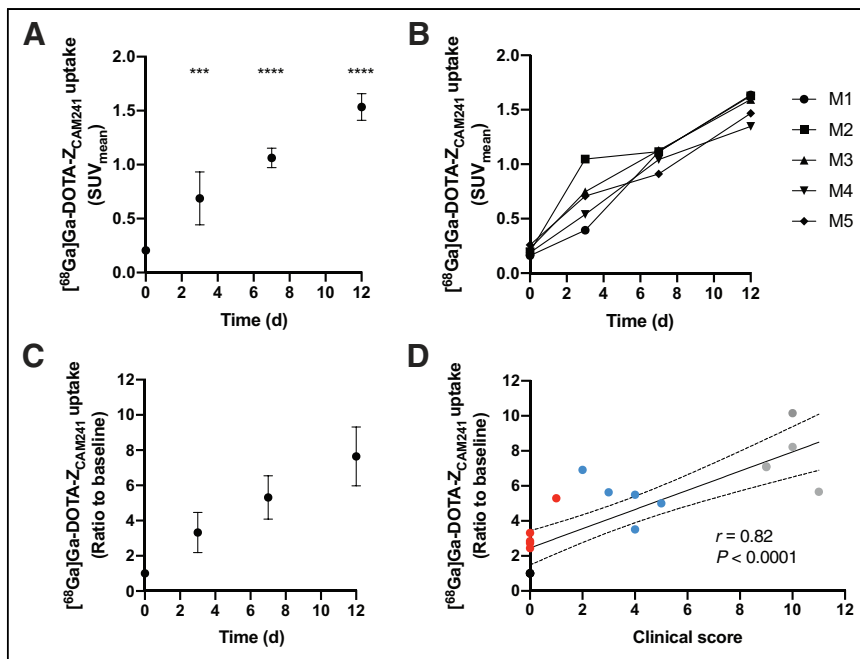 A
[68Ga]Ga-DOTA-ZCAM241 uptake
(SUVmean)
2.0
1.5
1.0
0.5
0.0
*** **** ****
0 2 4 6 8 10 12
Time (d)
B
[68Ga]Ga-DOTA-ZCAM241 uptake
(SUVmean)
2.0
1.5
1.0
0.5
0.0
0 2 4 6 8 10 12
Time (d)
M1
M2
M3
M4
M5
C
[68Ga]Ga-DOTA-ZCAM241 uptake
(Ratio to baseline)
12
10
8
6
4
2
0
0 2 4 6 8 10 12
Time (d)
D
[68Ga]Ga-DOTA-ZCAM241 uptake
(Ratio to baseline)
12
10
8
6
4
2
0
r = 0.82
P < 0.0001
0 2 4 6 8 10 12
Clinical score